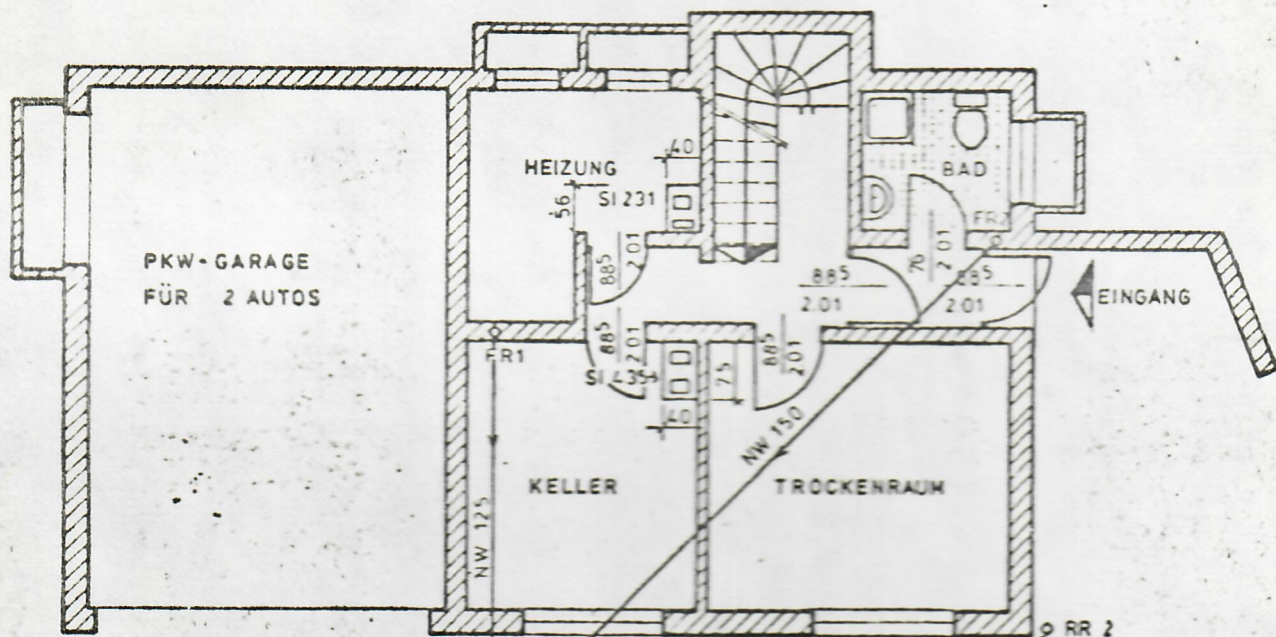 HEIZUNG
40
SI 231
56
88⁵
2.01
BAD
FR2
76
2.01
PKW-GARAGE
FÜR 2 AUTOS
88⁵
2.01
88⁵
2.01
EINGANG
FR1
88⁵
2.01
SI 435
75
88⁵
2.01
40
NW 150
KELLER
TROCKENRAUM
NW 125
RR 2